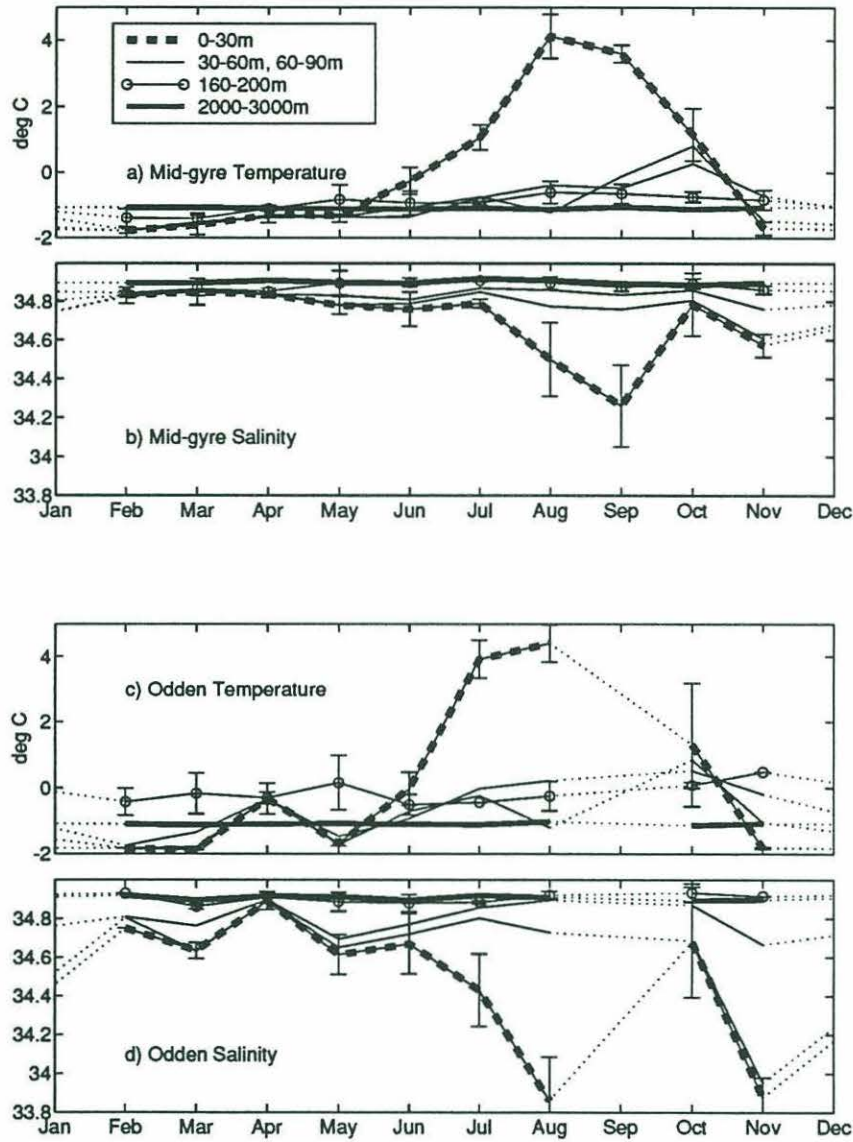 deg C
4
2
0
-2
0-30m
30-60m, 60-90m
160-200m
2000-3000m
a) Mid-gyre Temperature
34.8
34.6
34.4
34.2
34
33.8
b) Mid-gyre Salinity
Jan Feb Mar Apr May Jun Jul Aug Sep Oct Nov Dec
deg C
4
2
0
-2
c) Odden Temperature
34.8
34.6
34.4
34.2
34
33.8
d) Odden Salinity
Jan Feb Mar Apr May Jun Jul Aug Sep Oct Nov Dec